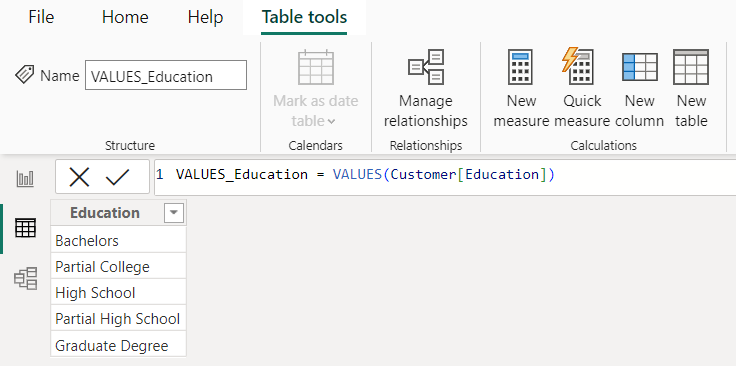 File Home Help Table tools
Name VALUES_Education
Mark as date table
Manage relationships
New measure
Quick measure
New column
New table
Structure Calendars Relationships Calculations
1 VALUES_Education = VALUES(Customer[Education])
Education
Bachelors
Partial College
High School
Partial High School
Graduate Degree